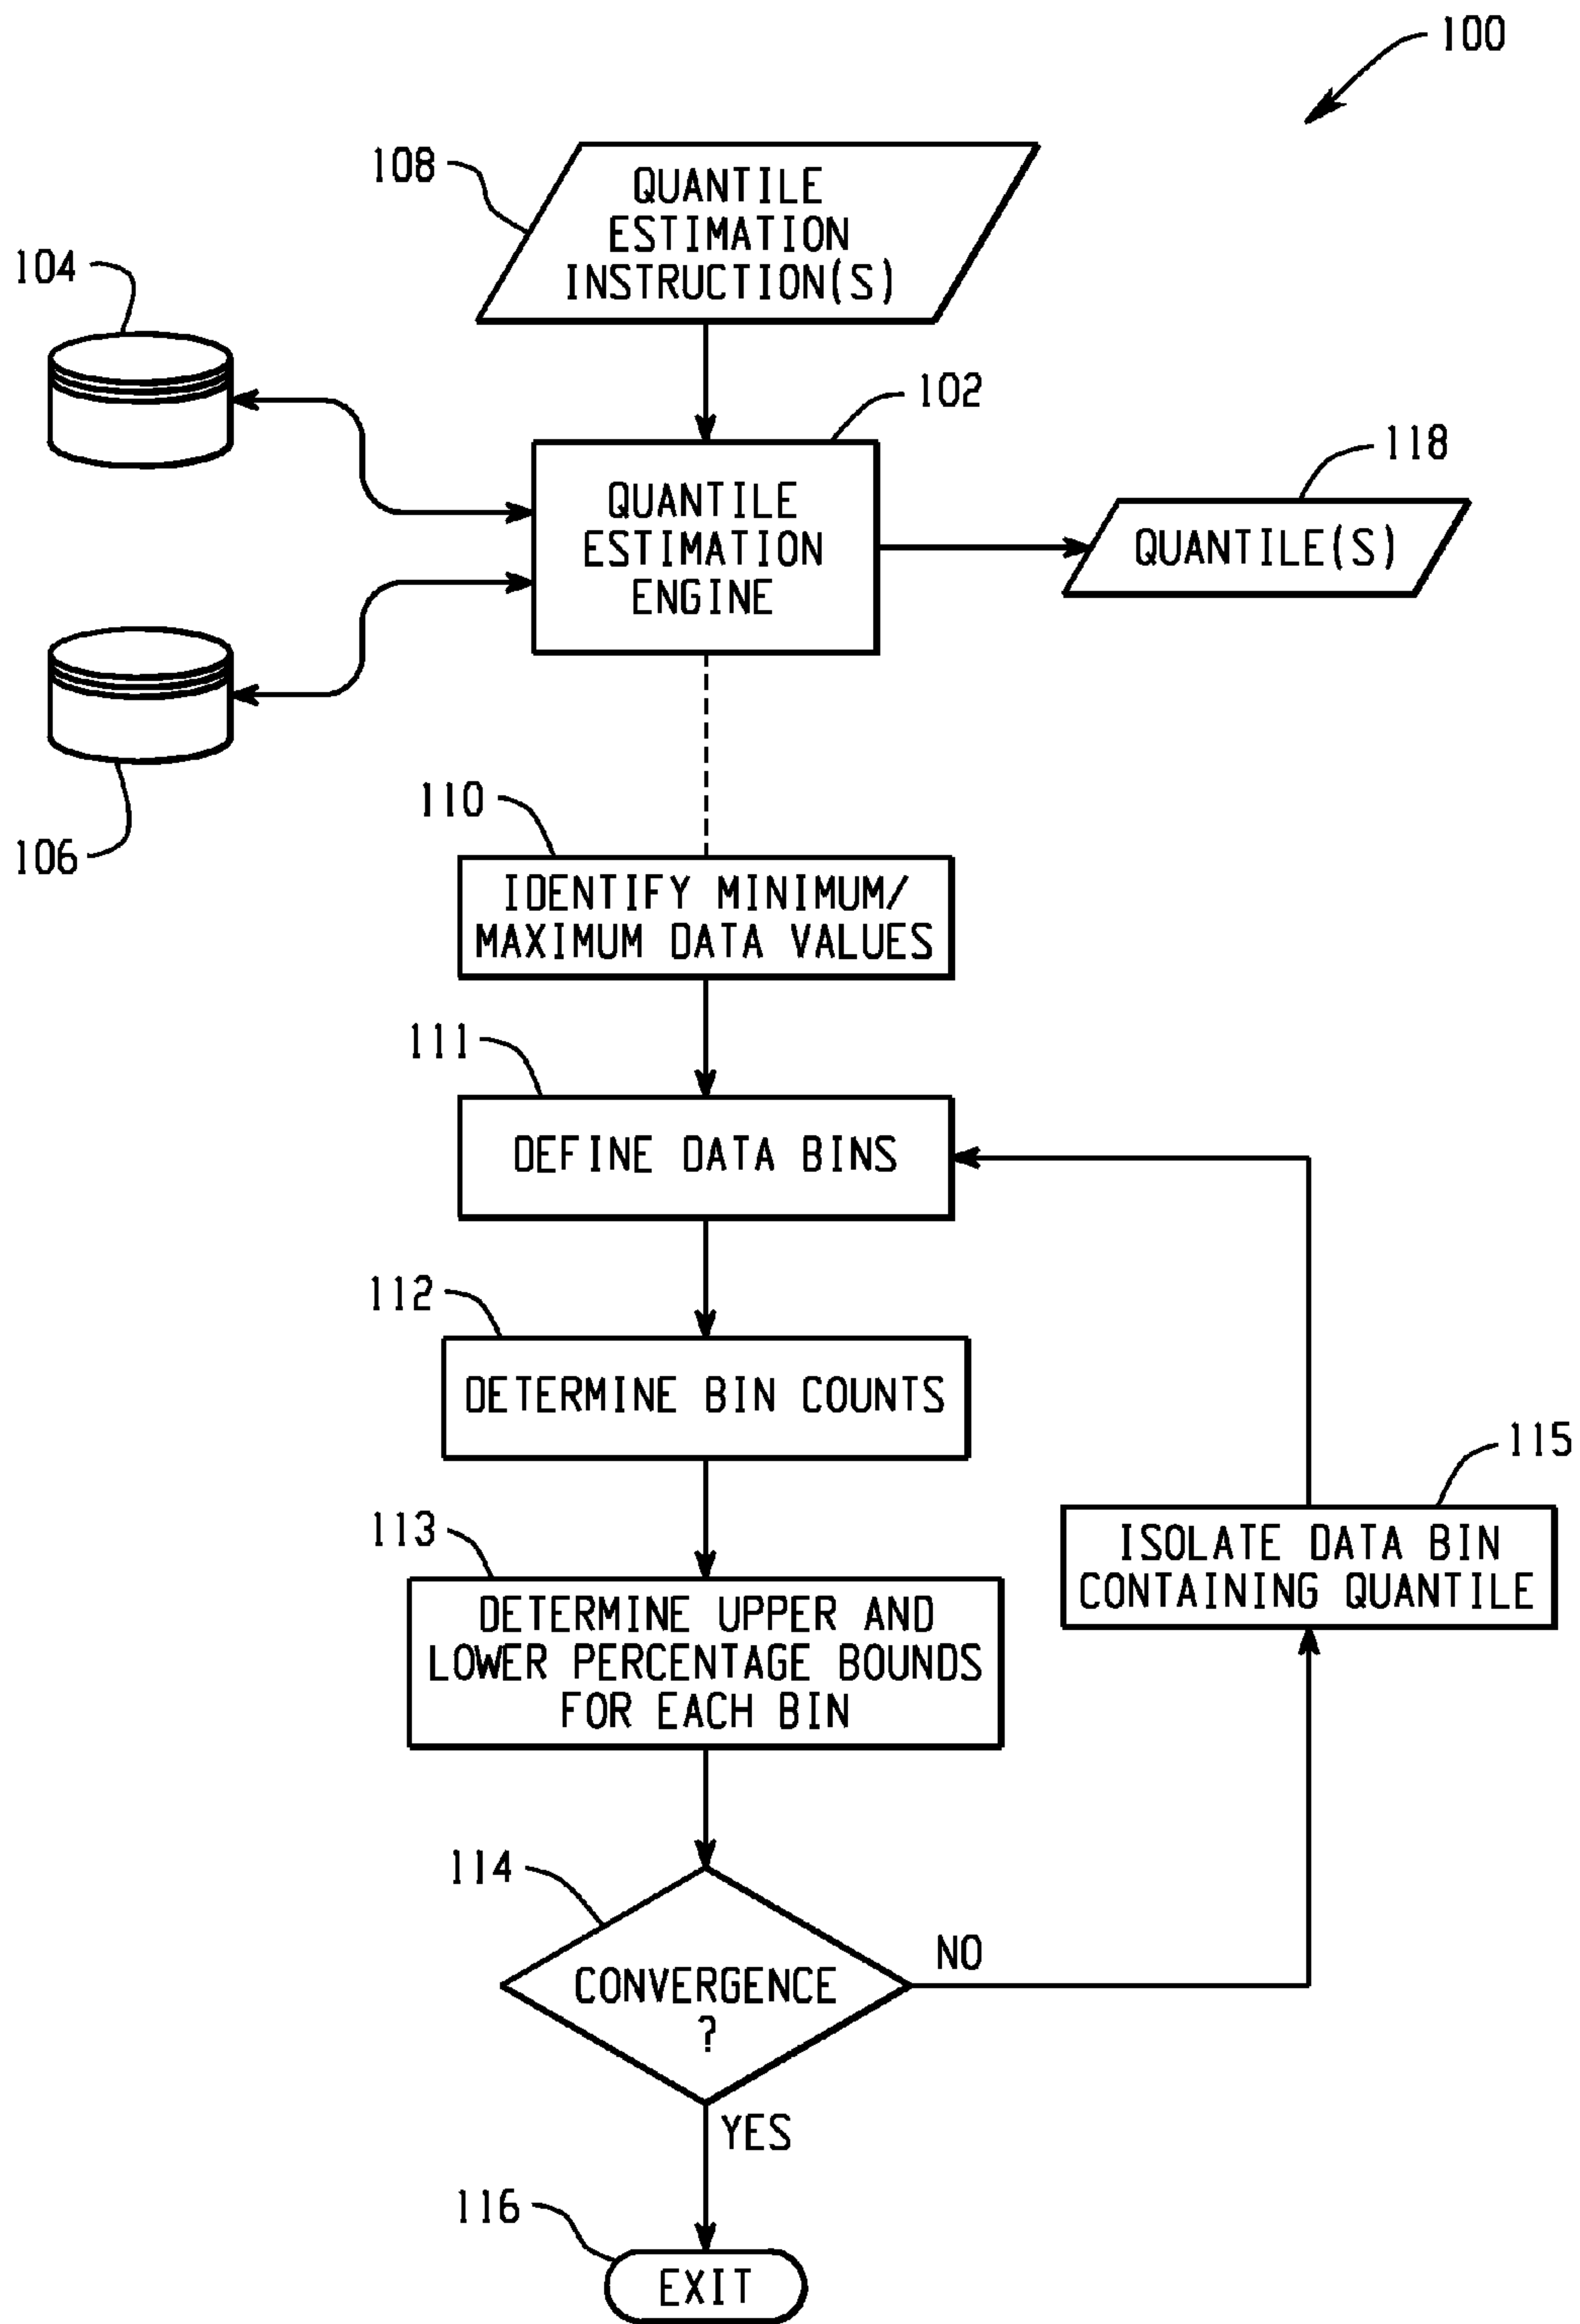 100
108
QUANTILE
ESTIMATION
INSTRUCTION(S)
104
102
118
QUANTILE
ESTIMATION
ENGINE
QUANTILE(S)
106
110
IDENTIFY MINIMUM/
MAXIMUM DATA VALUES
111
DEFINE DATA BINS
112
DETERMINE BIN COUNTS
115
113
ISOLATE DATA BIN
CONTAINING QUANTILE
DETERMINE UPPER AND
LOWER PERCENTAGE BOUNDS
FOR EACH BIN
114
NO
CONVERGENCE
?
YES
116
EXIT